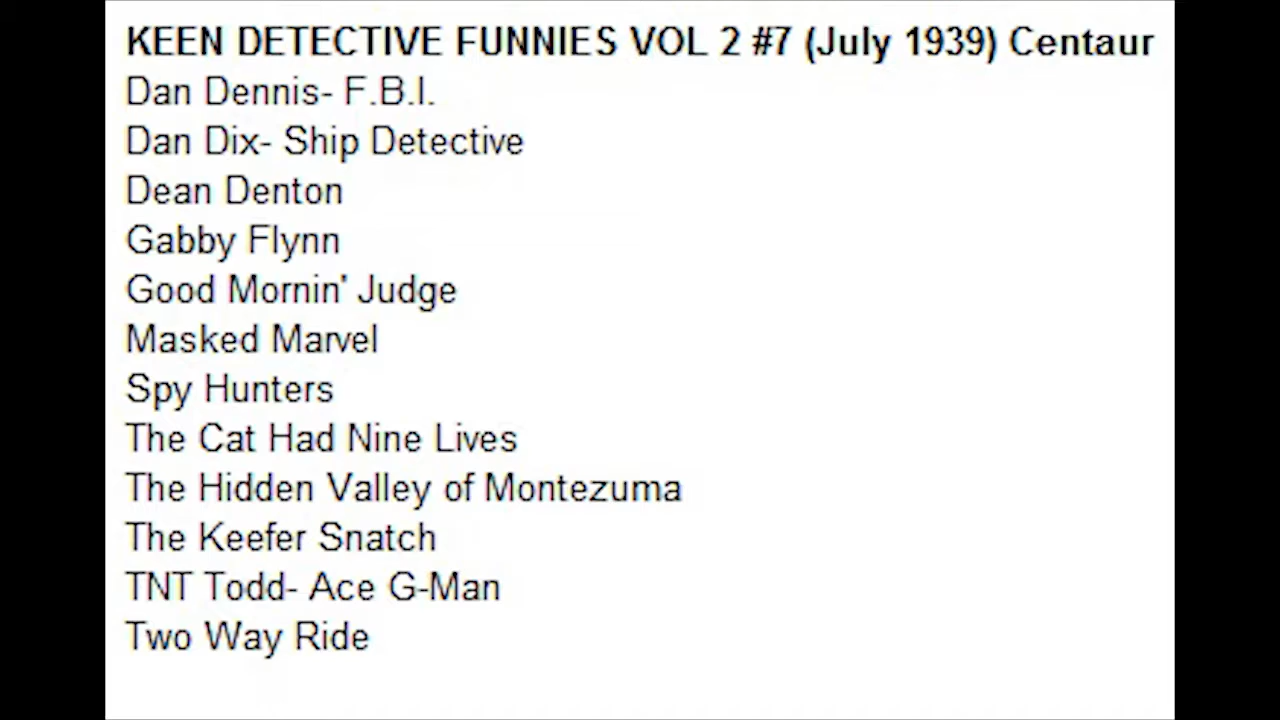 KEEN DETECTIVE FUNNIES VOL 2 #7 (July 1939) Centaur
Dan Dennis- F.B.I.
Dan Dix- Ship Detective
Dean Denton
Gabby Flynn
Good Mornin' Judge
Masked Marvel
Spy Hunters
The Cat Had Nine Lives
The Hidden Valley of Montezuma
The Keefer Snatch
TNT Todd- Ace G-Man
Two Way Ride